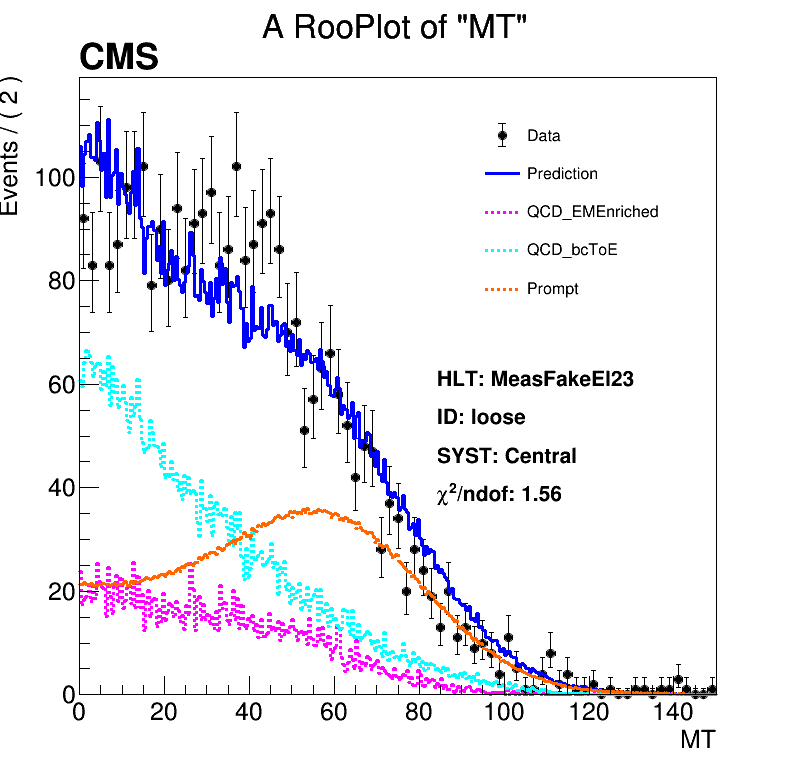 A RooPlot of "MT"
CMS
Events / ( 2 )
100
80
60
40
20
0
Data
Prediction
QCD_EMEnriched
QCD_bcToE
Prompt
HLT: MeasFakeEl23
ID: loose
SYST: Central
χ²/ndof: 1.56
0 20 40 60 80 100 120 140
MT